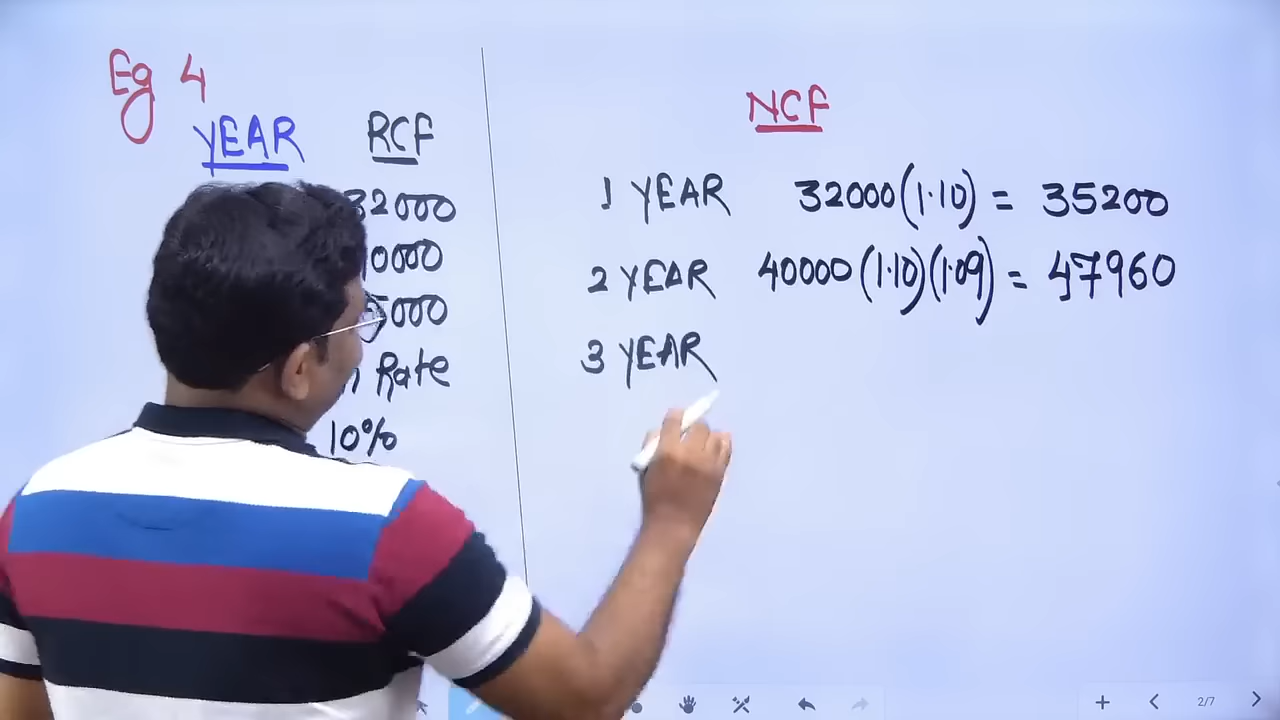 Eg 4
YEAR RCF
32000
0000
5000
Rate
10%
NCF
1 YEAR 32000(1.10) = 35200
2 YEAR 40000(1.10)(1.09) = 47960
3 YEAR
2/7